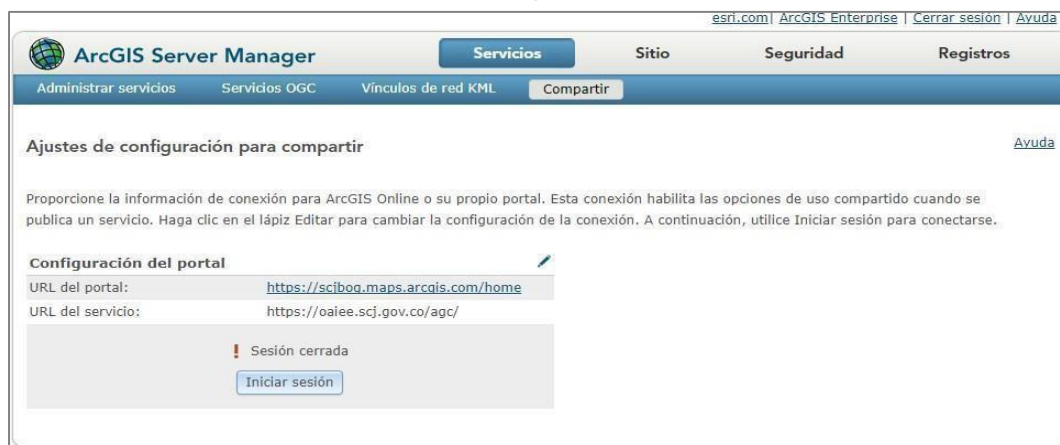 esri.com| ArcGIS Enterprise | Cerrar sesión | Ayuda
ArcGIS Server Manager Servicios Sitio Seguridad Registros
Administrar servicios Servicios OGC Vínculos de red KML Compartir
Ajustes de configuración para compartir Ayuda
Proporcione la información de conexión para ArcGIS Online o su propio portal. Esta conexión habilita las opciones de uso compartido cuando se
publica un servicio. Haga clic en el lápiz Editar para cambiar la configuración de la conexión. A continuación, utilice Iniciar sesión para conectarse.
Configuración del portal
URL del portal: https://scjbog.maps.arcgis.com/home
URL del servicio: https://oaiee.scj.gov.co/agc/
! Sesión cerrada
Iniciar sesión